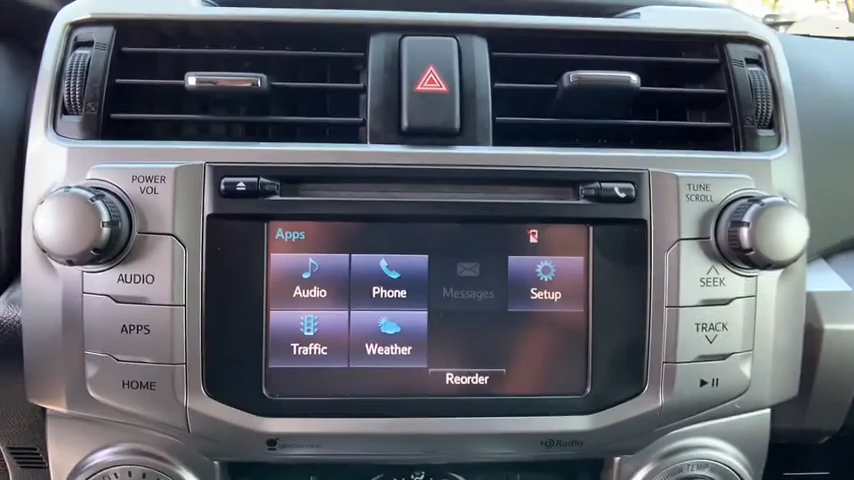 POWER
VOL
TUNE
SCROLL
Apps
AUDIO
APPS
HOME
Audio
Phone
Messages
Setup
Traffic
Weather
Reorder
SEEK
TRACK
HD Radio
TEMP